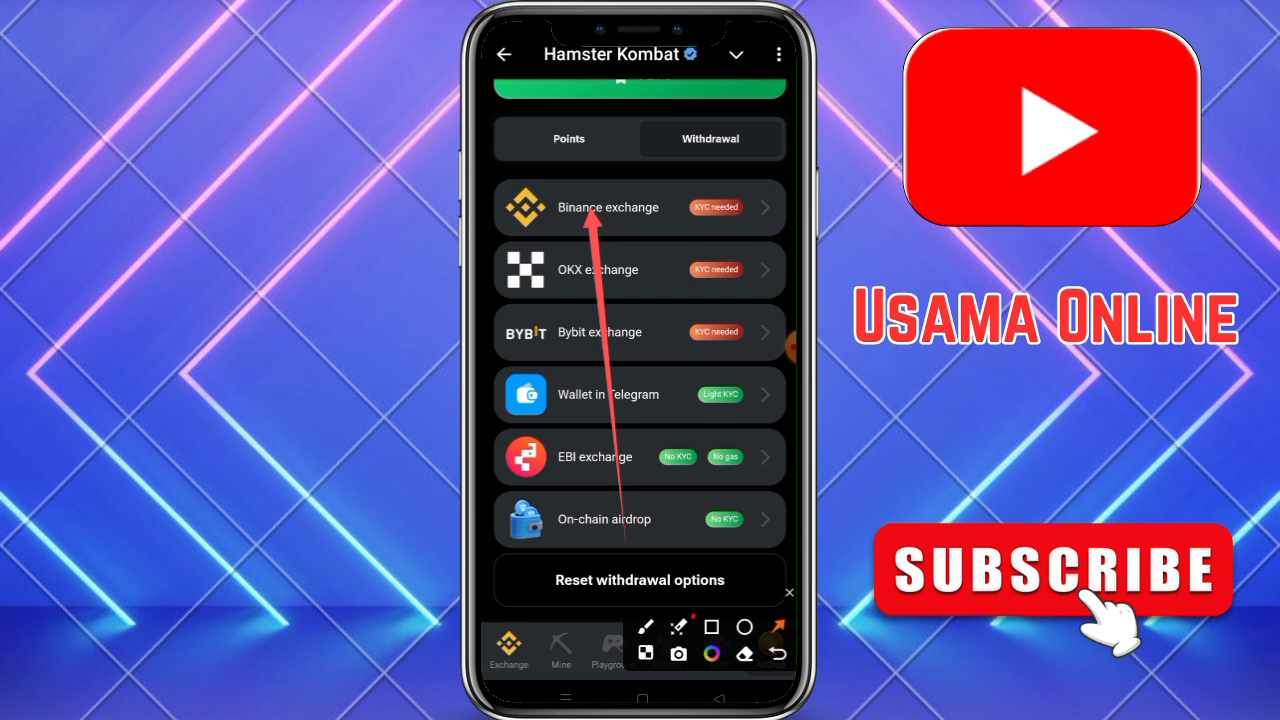 Hamster Kombat
Points
Withdrawal
Binance exchange
KYC needed
OKX exchange
KYC needed
BYBIT
Bybit exchange
KYC needed
Wallet in Telegram
Light KYC
EBI exchange
No KYC
No gas
On-chain airdrop
No KYC
Reset withdrawal options
Exchange
Mine
USAMA ONLINE
SUBSCRIBE